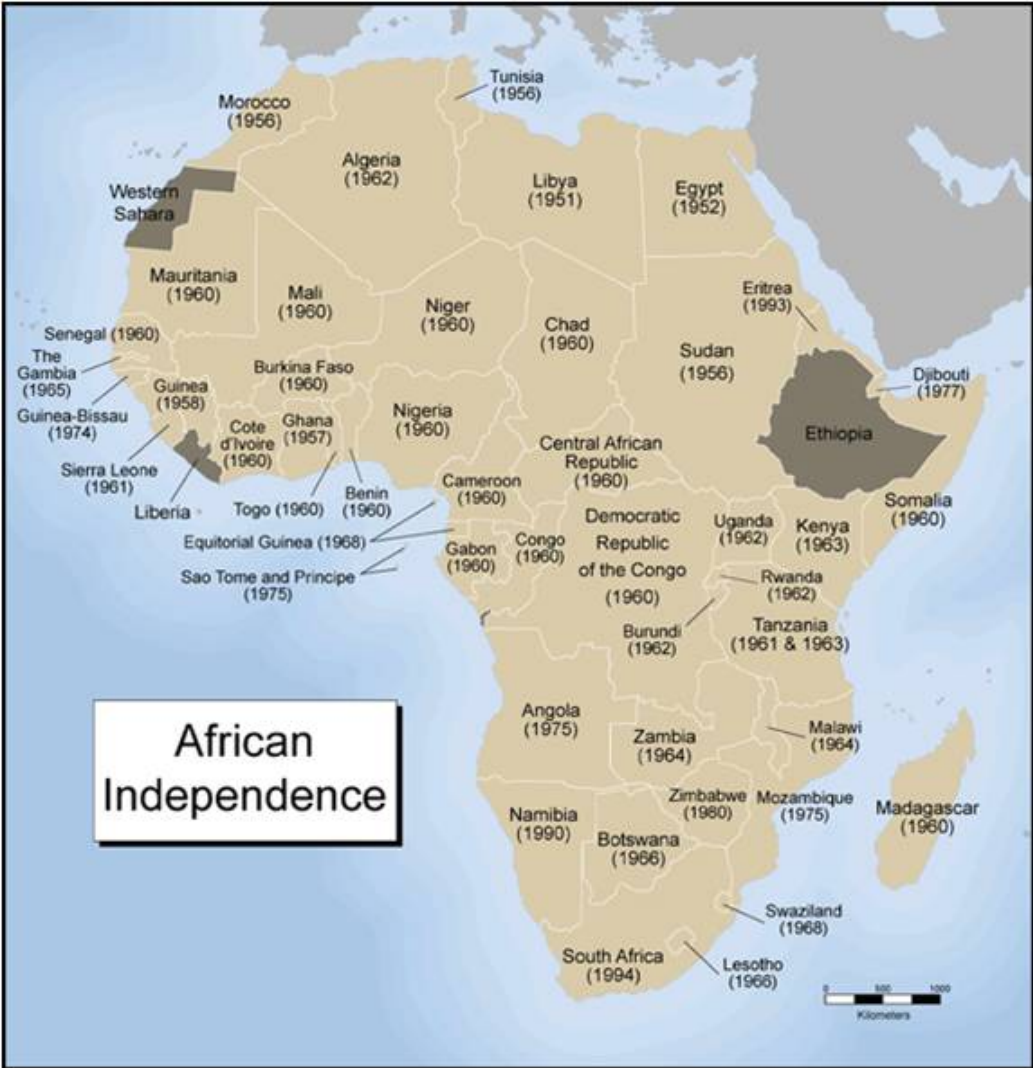 Tunisia
(1956)
Morocco
(1956)
Algeria
(1962)
Libya
(1951)
Egypt
(1952)
Western
Sahara
Mauritania
(1960)
Mali
(1960)
Niger
(1960)
Chad
(1960)
Sudan
(1956)
Eritrea
(1993)
Senegal (1960)
The
Gambia
(1965)
Guinea-Bissau
(1974)
Guinea
(1958)
Sierra Leone
(1961)
Liberia
Cote
d'Ivoire
(1960)
Burkina Faso
(1960)
Ghana
(1957)
Togo (1960)
Benin
(1960)
Nigeria
(1960)
Djibouti
(1977)
Ethiopia
Somalia
(1960)
Central African
Republic
(1960)
Cameroon
(1960)
Equitorial Guinea (1968)
Sao Tome and Principe
(1975)
Gabon
(1960)
Congo
(1960)
Democratic
Republic
of the Congo
(1960)
Uganda
(1962)
Kenya
(1963)
Rwanda
(1962)
Burundi
(1962)
Tanzania
(1961 & 1963)
Angola
(1975)
Zambia
(1964)
Malawi
(1964)
Zimbabwe
(1980)
Mozambique
(1975)
Madagascar
(1960)
Namibia
(1990)
Botswana
(1966)
Swaziland
(1968)
South Africa
(1994)
Lesotho
(1966)
African
Independence
0 500 1000
Kilometers